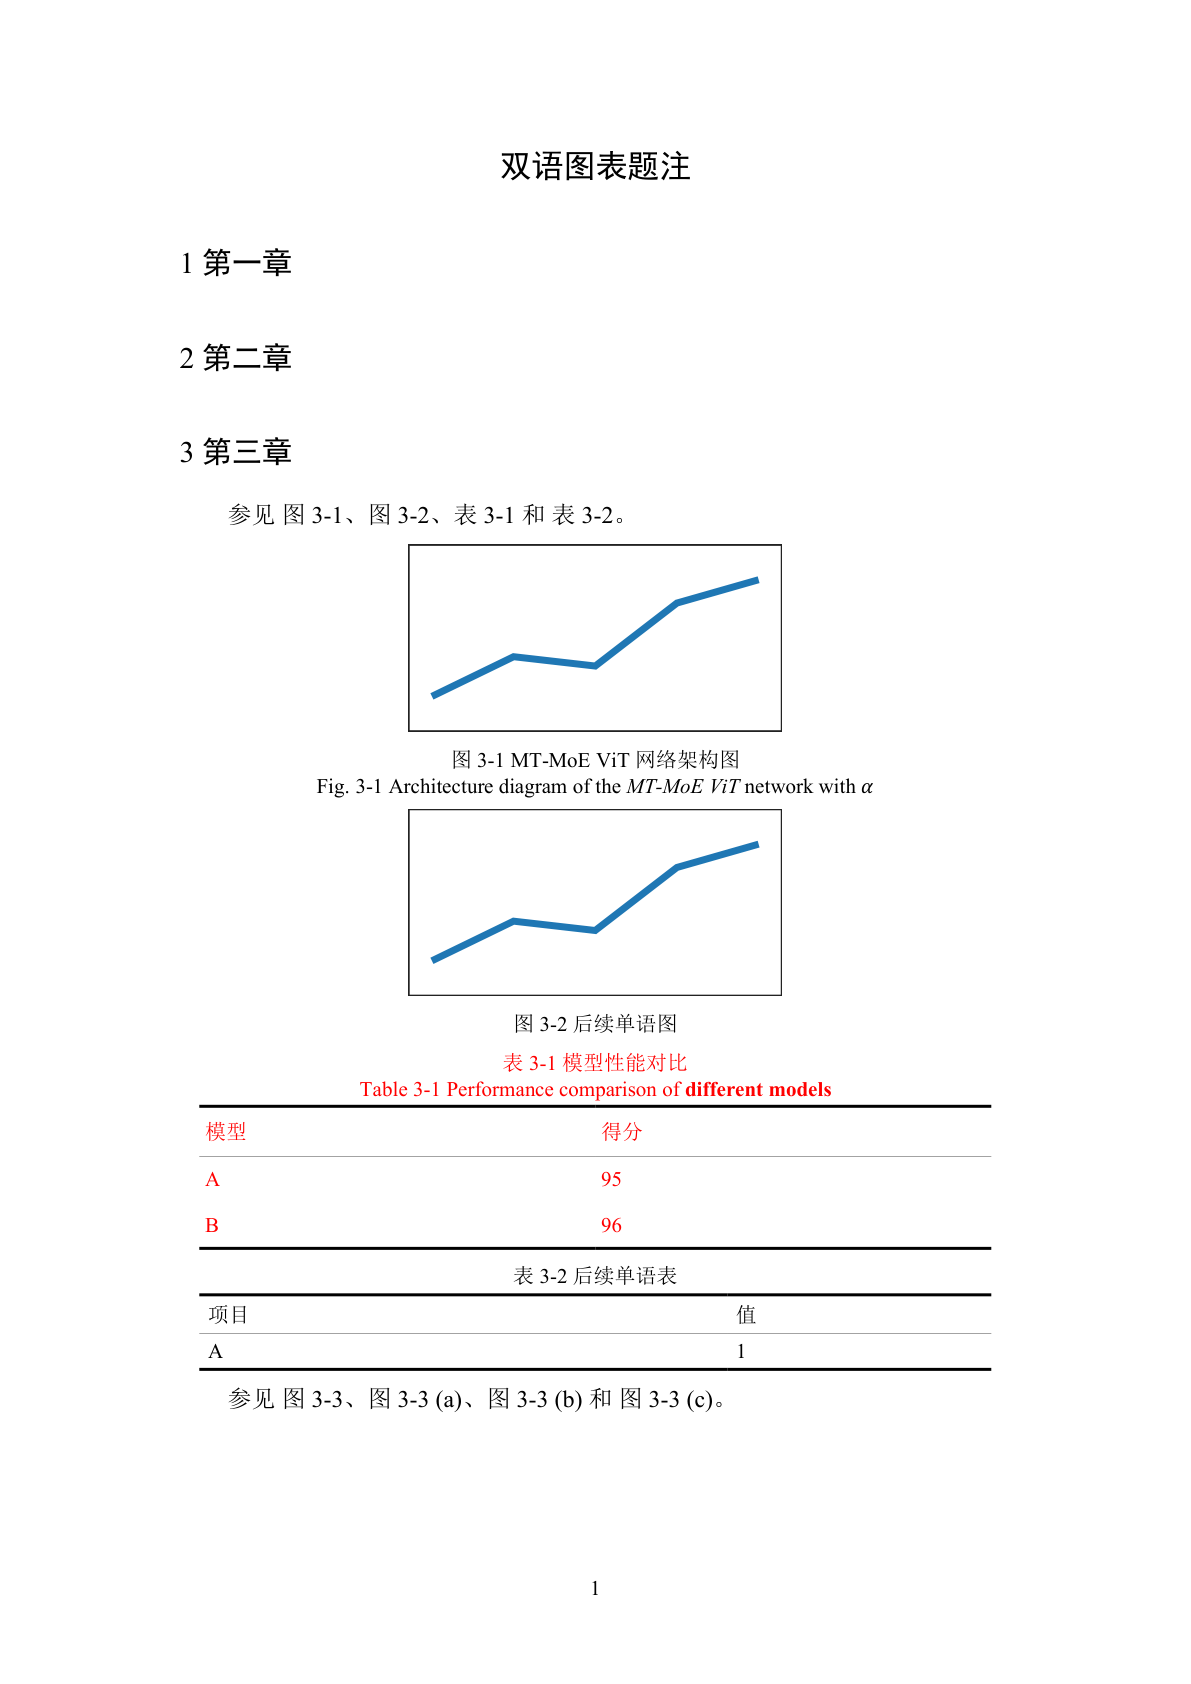 双语图表题注
1 第一章
2 第二章
3 第三章
参见 图 3-1、图 3-2、表 3-1 和 表 3-2。
图 3-1 MT-MoE ViT 网络架构图
Fig. 3-1 Architecture diagram of the MT-MoE ViT network with α
图 3-2 后续单语图
表 3-1 模型性能对比
Table 3-1 Performance comparison of different models
模型 得分
A 95
B 96
表 3-2 后续单语表
项目 值
A 1
参见 图 3-3、图 3-3 (a)、图 3-3 (b) 和 图 3-3 (c)。
1